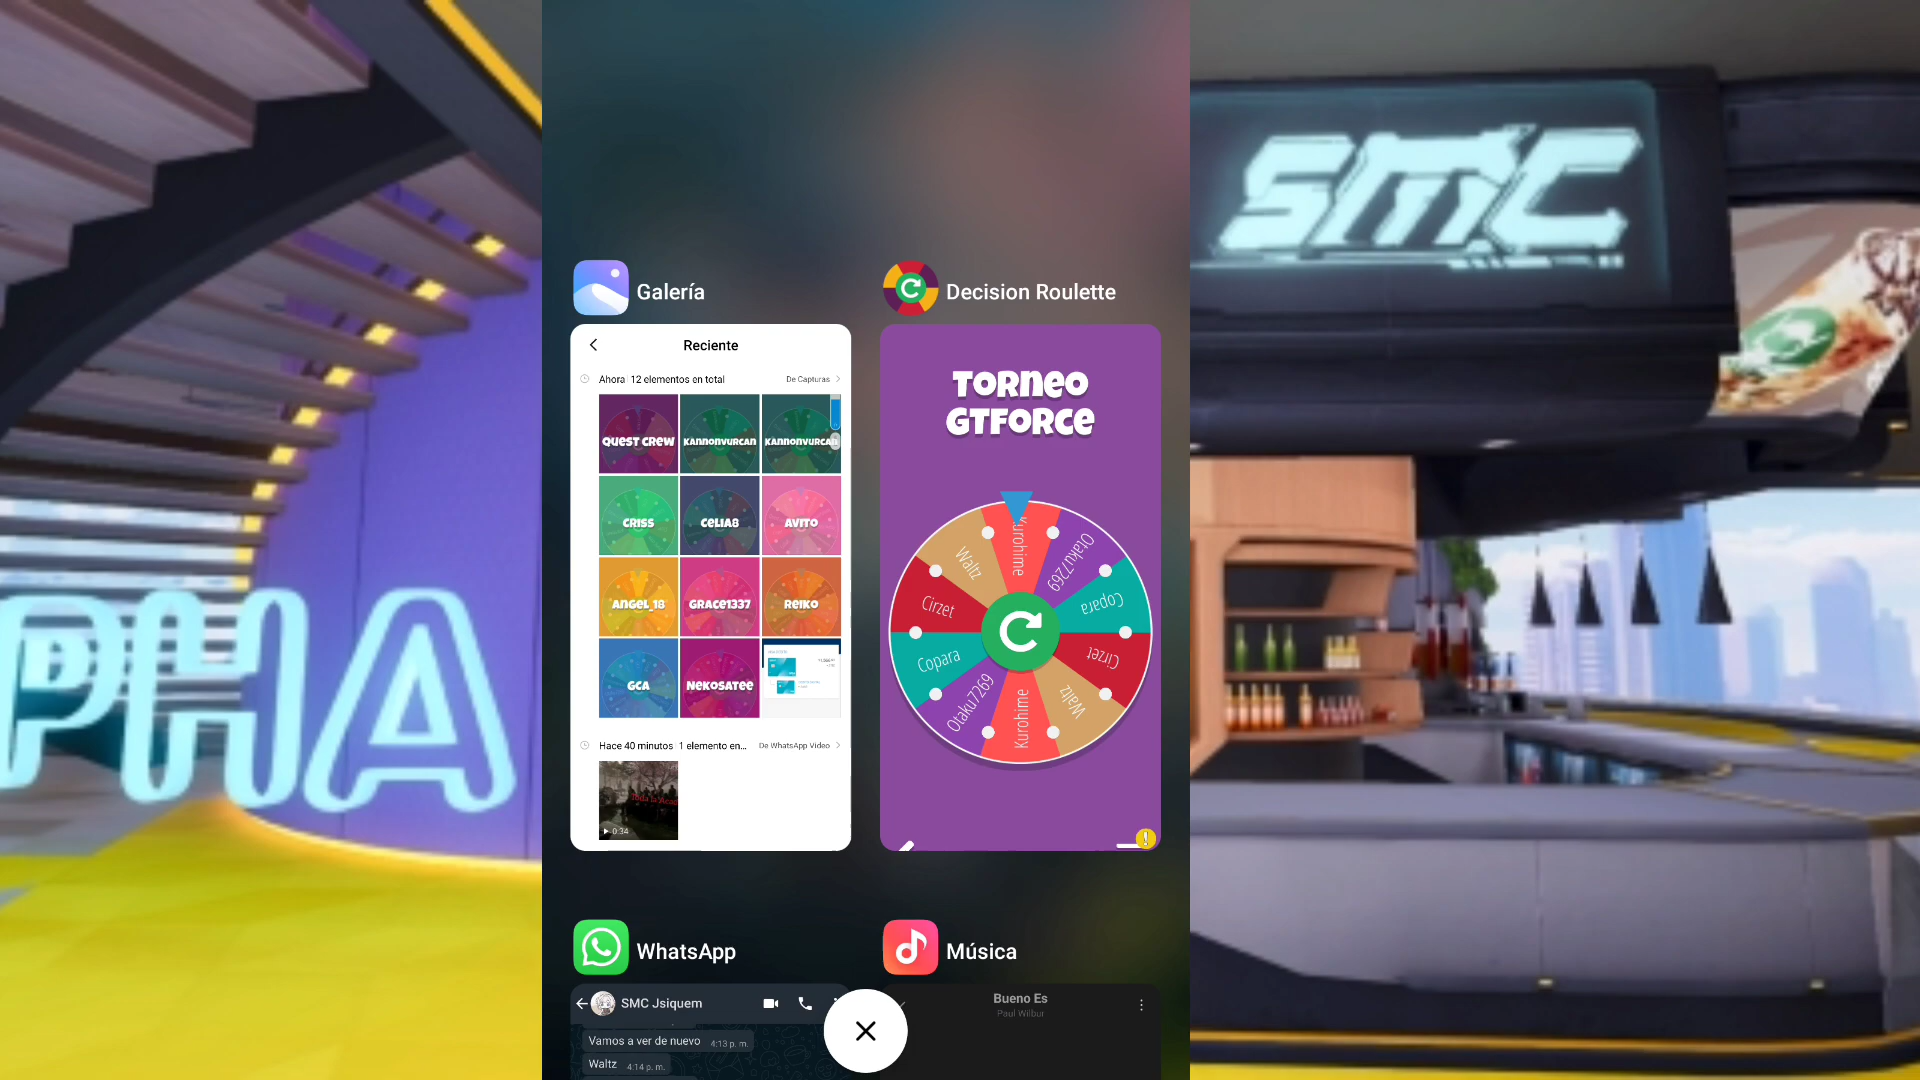 PHA
SMC
Galería
Reciente
Ahora 12 elementos en total
De Capturas
QUEST CREW
KANNONVURCAN
KANNONVURCAN
CRISS
CELIA8
AVITO
ANGEL_18
GRACE1337
REIKO
GCA
NEKOSATEE
Hace 40 minutos 1 elemento en...
De WhatsApp Video
0:34
Decision Roulette
TORNEO
GTFORCE
Kurohime
Otaku7269
Copara
Cirzet
Waltz
Kurohime
Otaku7269
Copara
Cirzet
Waltz
WhatsApp
SMC Jsiquem
Vamos a ver de nuevo 4:13 p. m.
Waltz 4:14 p. m.
Música
Bueno Es
Paul Wilbur